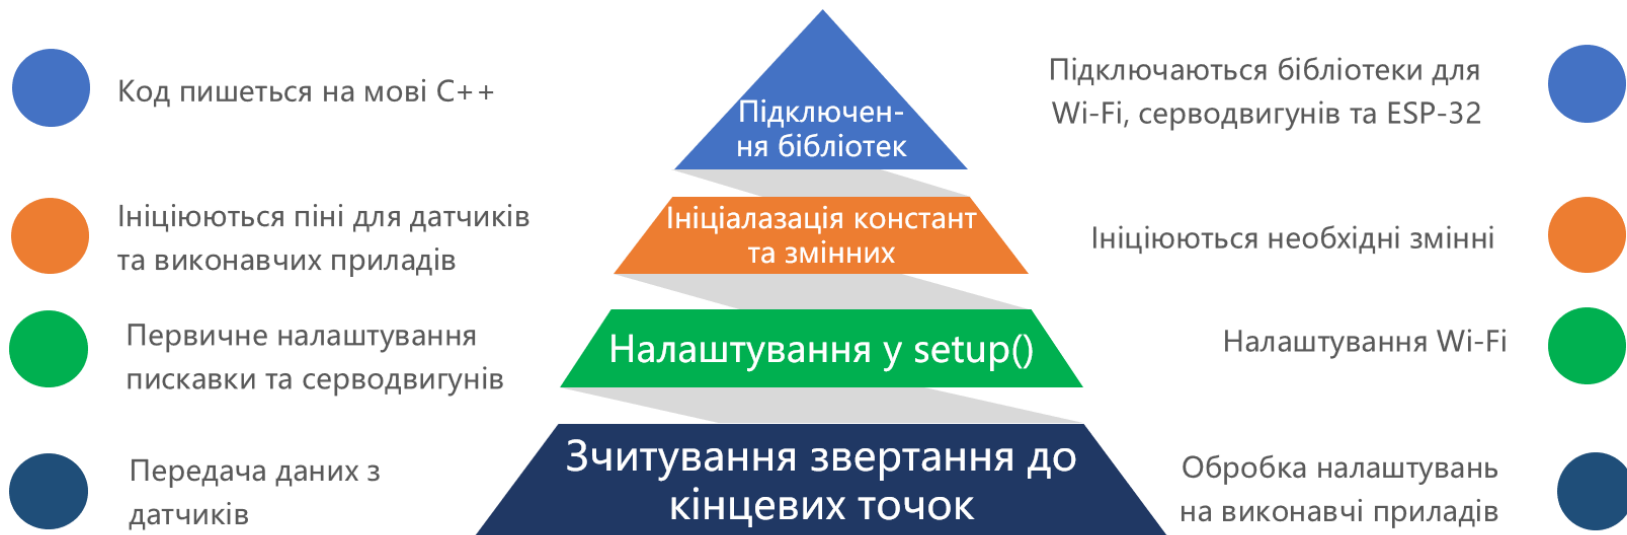 Код пишеться на мові C++
Підключен-
ня бібліотек
Підключаються бібліотеки для
Wi-Fi, серводвигунів та ESP-32
Ініціюються піні для датчиків
та виконавчих приладів
Ініціалазація констант
та змінних
Ініціюються необхідні змінні
Первичне налаштування
пискавки та серводвигунів
Налаштування у setup()
Налаштування Wi-Fi
Передача даних з
датчиків
Зчитування звертання до
кінцевих точок
Обробка налаштувань
на виконавчі приладів